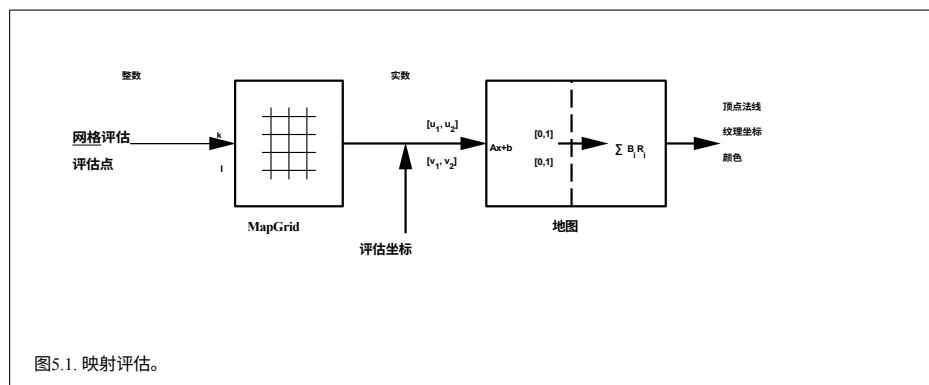 整数
实数
顶点法线
纹理坐标
颜色
网格评估
评估点
k
l
[u1, u2]
[v1, v2]
Ax+b
[0,1]
[0,1]
Σ Bi Ri
MapGrid
地图
评估坐标
图5.1. 映射评估。